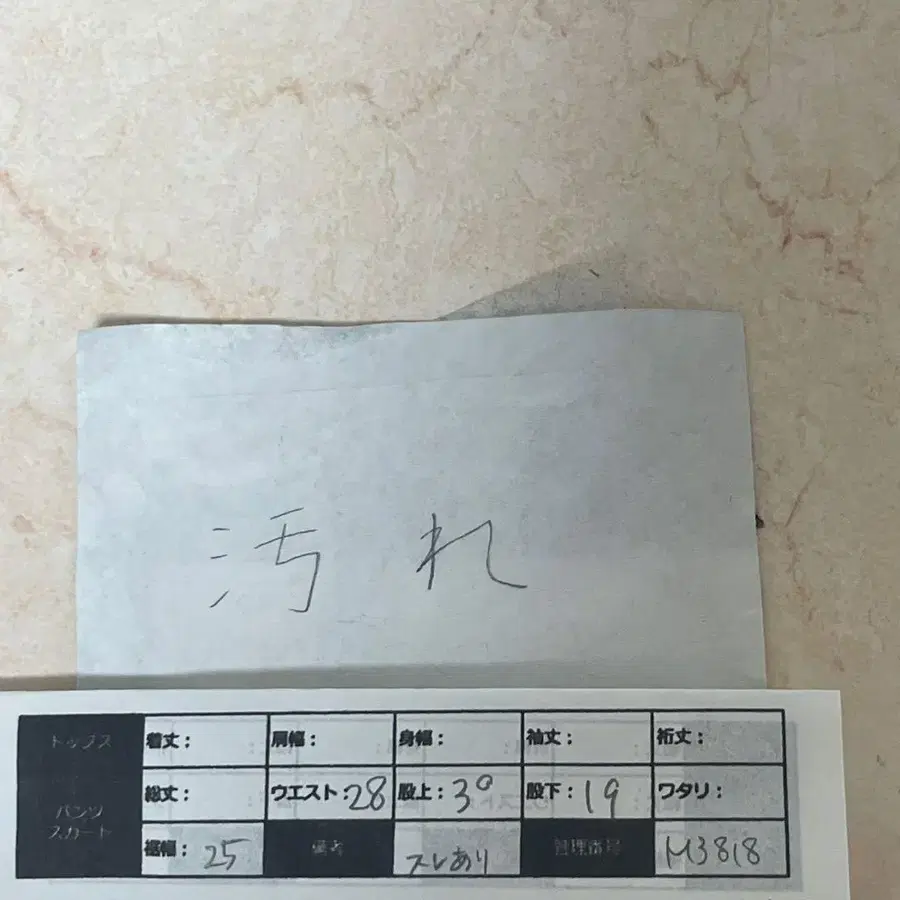 汚れ
トップス 着丈: 肩幅: 身幅: 袖丈: 裄丈:
パンツ スカート 総丈: ウエスト:28 股上:30 股下:19 ワタリ:
裾幅:25 備考 スレあり 管理番号 M3818